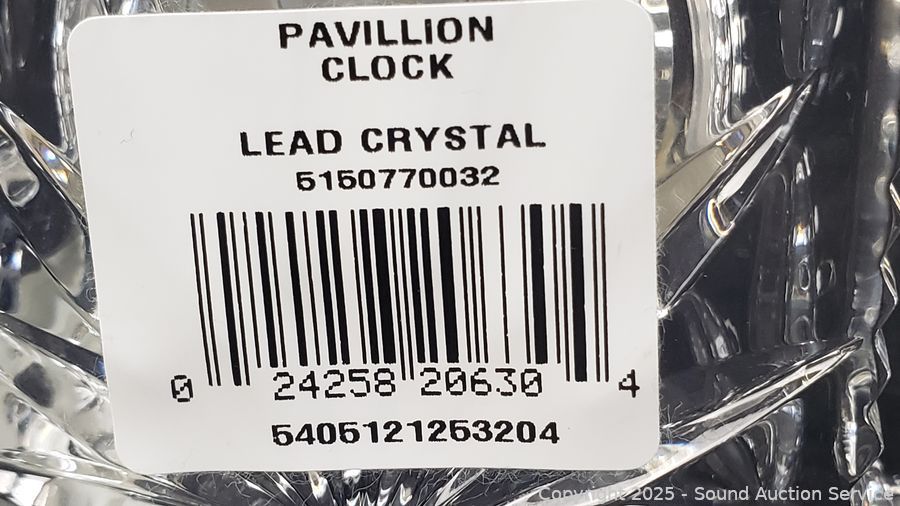 PAVILLION
CLOCK
LEAD CRYSTAL
5150770032
0 24258 20630 4
5405121253204
Copyright 2025 - Sound Auction Service